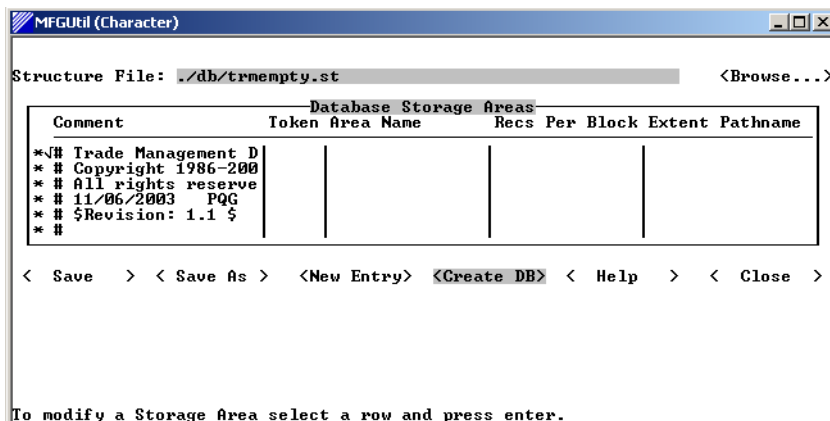 MFGUtil (Character)
Structure File: ./db/trmempty.st <Browse...>
Database Storage Areas
Comment Token Area Name Recs Per Block Extent Pathname
*√# Trade Management D
* # Copyright 1986-200
* # All rights reserve
* # 11/06/2003 PQG
* # $Revision: 1.1 $
* #
< Save > < Save As > <New Entry> <Create DB> < Help > < Close >
To modify a Storage Area select a row and press enter.